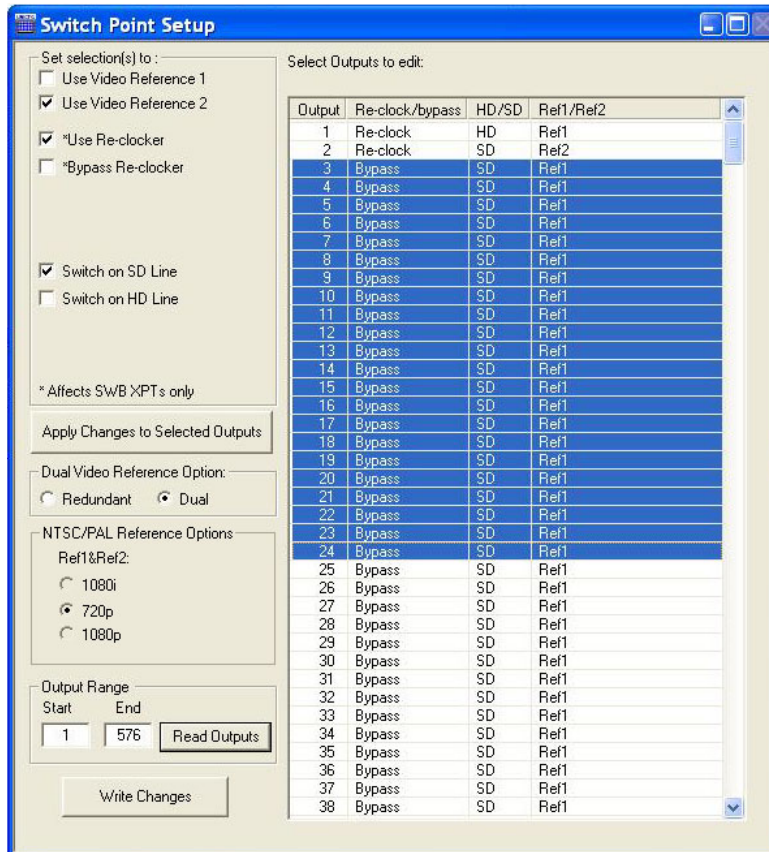 Switch Point Setup
Set selection(s) to :
Use Video Reference 1
Use Video Reference 2
*Use Re-clocker
*Bypass Re-clocker
Switch on SD Line
Switch on HD Line
* Affects SWB XPTs only
Apply Changes to Selected Outputs
Dual Video Reference Option:
Redundant Dual
NTSC/PAL Reference Options
Ref1&Ref2:
1080i
720p
1080p
Output Range
Start End
1 576 Read Outputs
Write Changes
Select Outputs to edit:
Output Re-clock/bypass HD/SD Ref1/Ref2
1 Re-clock HD Ref1
2 Re-clock SD Ref2
3 Bypass SD Ref1
4 Bypass SD Ref1
5 Bypass SD Ref1
6 Bypass SD Ref1
7 Bypass SD Ref1
8 Bypass SD Ref1
9 Bypass SD Ref1
10 Bypass SD Ref1
11 Bypass SD Ref1
12 Bypass SD Ref1
13 Bypass SD Ref1
14 Bypass SD Ref1
15 Bypass SD Ref1
16 Bypass SD Ref1
17 Bypass SD Ref1
18 Bypass SD Ref1
19 Bypass SD Ref1
20 Bypass SD Ref1
21 Bypass SD Ref1
22 Bypass SD Ref1
23 Bypass SD Ref1
24 Bypass SD Ref1
25 Bypass SD Ref1
26 Bypass SD Ref1
27 Bypass SD Ref1
28 Bypass SD Ref1
29 Bypass SD Ref1
30 Bypass SD Ref1
31 Bypass SD Ref1
32 Bypass SD Ref1
33 Bypass SD Ref1
34 Bypass SD Ref1
35 Bypass SD Ref1
36 Bypass SD Ref1
37 Bypass SD Ref1
38 Bypass SD Ref1